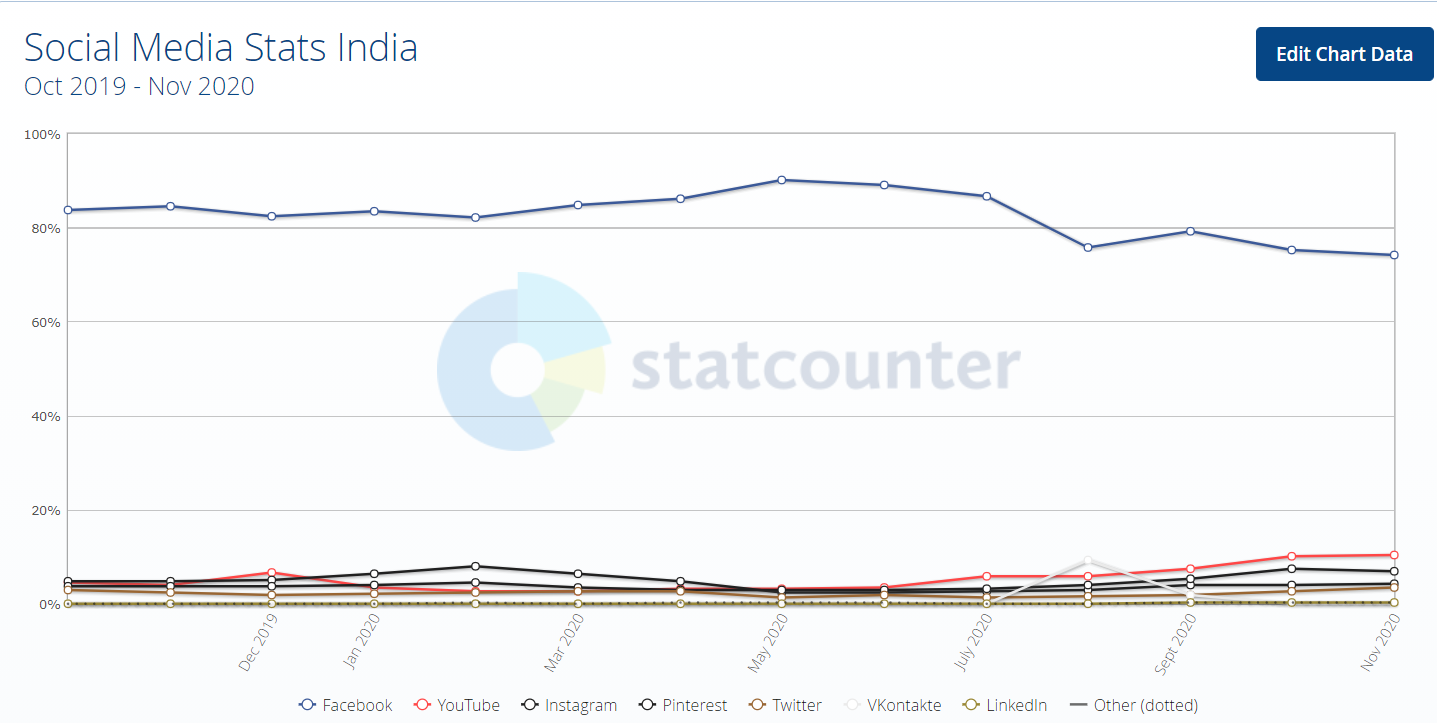 Social Media Stats India
Edit Chart Data
Oct 2019 - Nov 2020
100%
80%
60%
statcounter
40%
20%
0%
Dec 2019 Jan 2020 Mar 2020 May 2020 July 2020 Sept 2020 Nov 2020
Facebook YouTube Instagram Pinterest Twitter VKontakte LinkedIn Other (dotted)